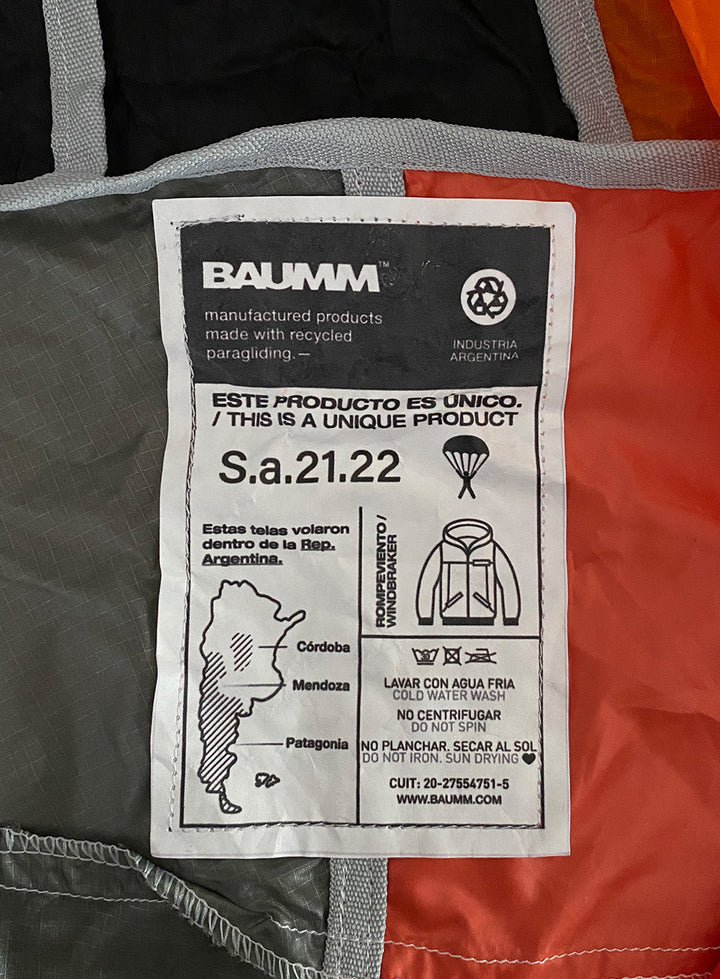 BAUMM™
manufactured products
made with recycled
paragliding.—
INDUSTRIA
ARGENTINA
ESTE PRODUCTO ES ÚNICO.
/ THIS IS A UNIQUE PRODUCT
S.a.21.22
Estas telas volaron
dentro de la Rep.
Argentina.
Córdoba
Mendoza
Patagonia
ROMPEVIENTO /
WINDBREAKER
30
LAVAR CON AGUA FRIA
COLD WATER WASH
NO CENTRIFUGAR
DO NOT SPIN
NO PLANCHAR. SECAR AL SOL
DO NOT IRON. SUN DRYING
CUIT: 20-27554751-5
WWW.BAUMM.COM